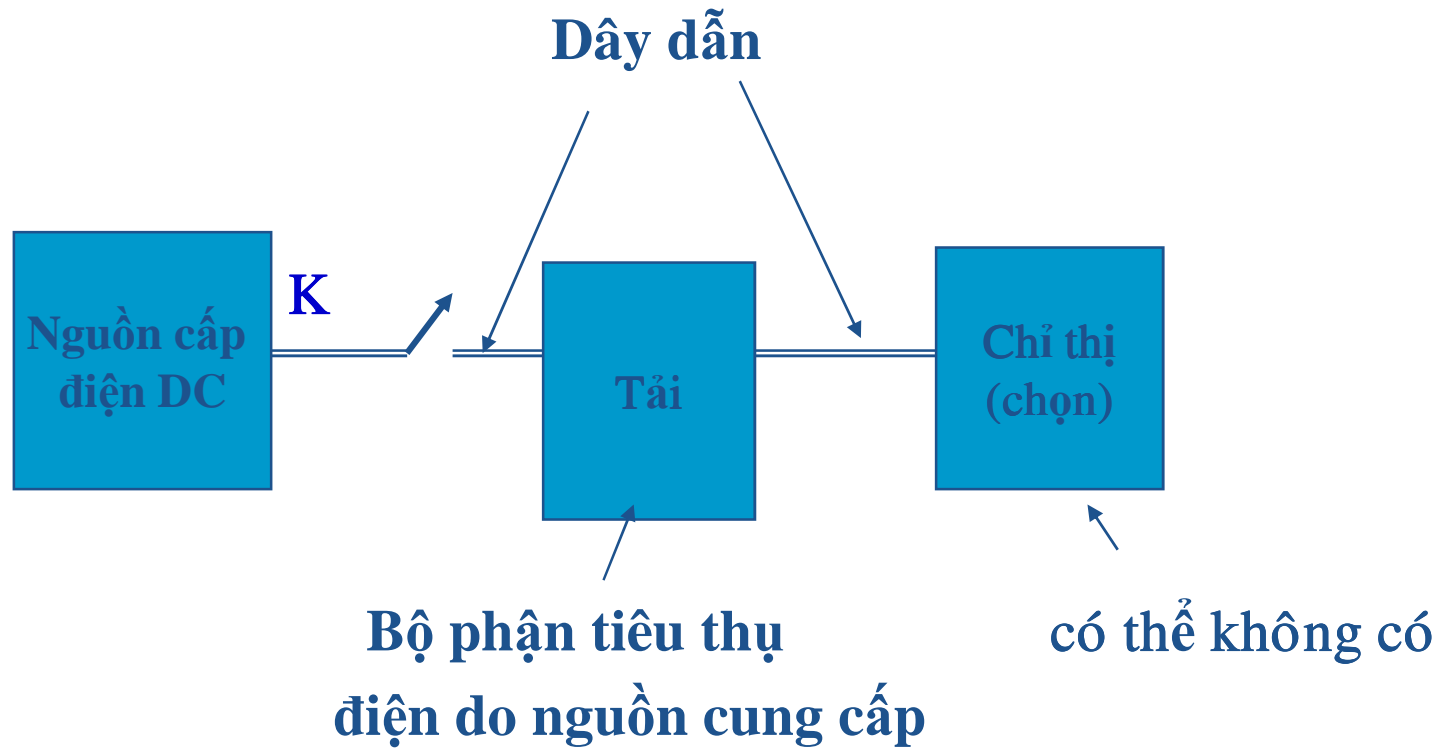 Dây dẫn
K
Nguồn cấp
điện DC
Tải
Chỉ thị
(chọn)
Bộ phận tiêu thụ
điện do nguồn cung cấp
có thể không có